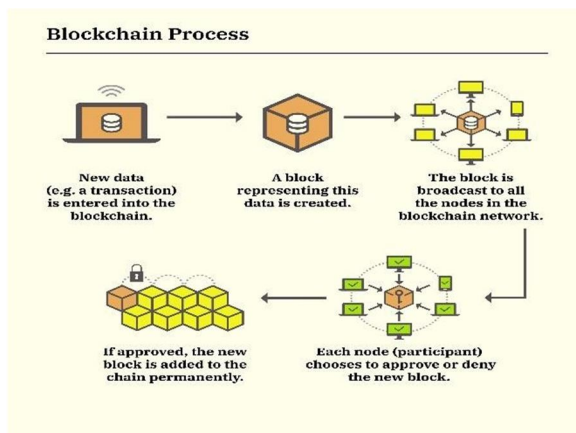 Blockchain Process
New data
(e.g. a transaction)
is entered into the
blockchain.
A block
representing this
data is created.
The block is
broadcast to all
the nodes in the
blockchain network.
Each node (participant)
chooses to approve or deny
the new block.
If approved, the new
block is added to the
chain permanently.